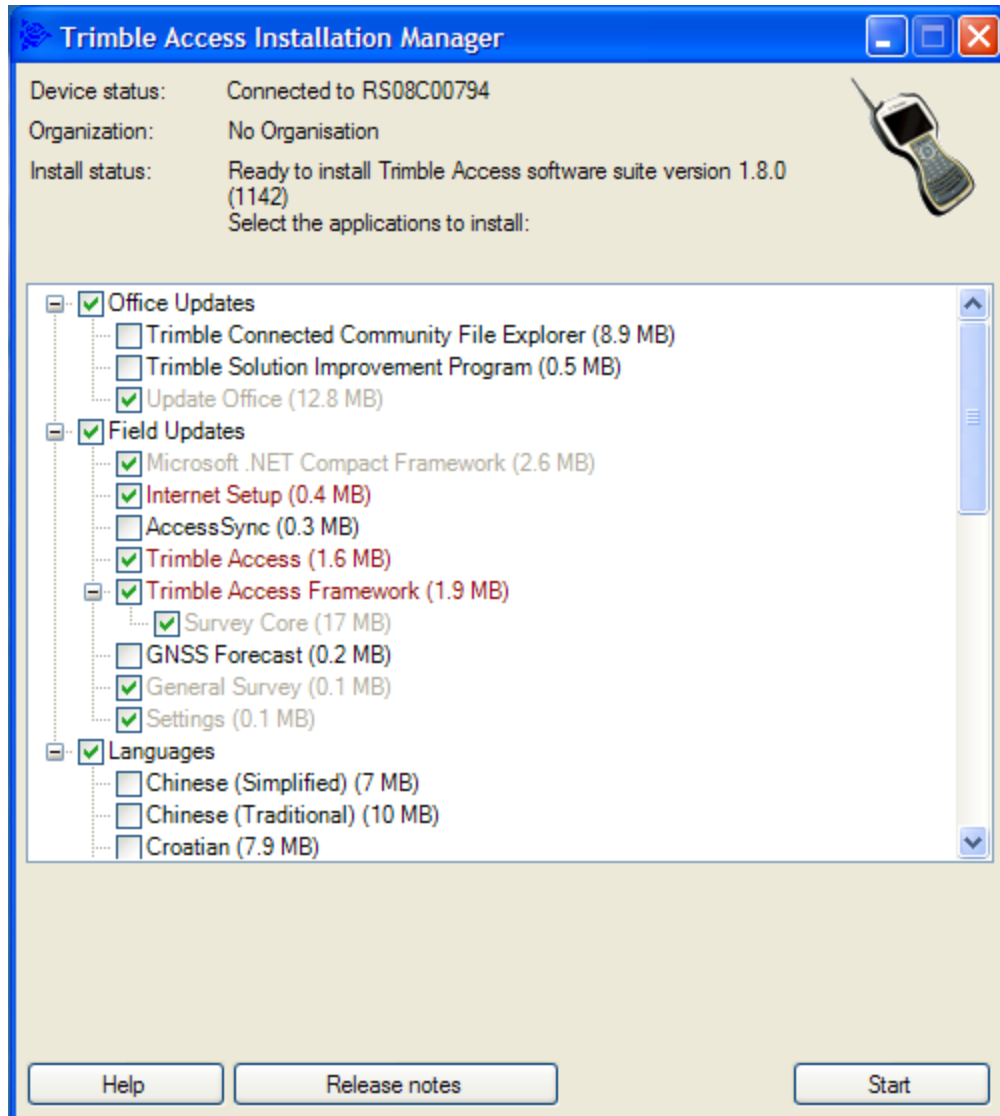 Trimble Access Installation Manager
Device status: Connected to RS08C00794
Organization: No Organisation
Install status: Ready to install Trimble Access software suite version 1.8.0
(1142)
Select the applications to install:
Office Updates
Trimble Connected Community File Explorer (8.9 MB)
Trimble Solution Improvement Program (0.5 MB)
Update Office (12.8 MB)
Field Updates
Microsoft .NET Compact Framework (2.6 MB)
Internet Setup (0.4 MB)
AccessSync (0.3 MB)
Trimble Access (1.6 MB)
Trimble Access Framework (1.9 MB)
Survey Core (17 MB)
GNSS Forecast (0.2 MB)
General Survey (0.1 MB)
Settings (0.1 MB)
Languages
Chinese (Simplified) (7 MB)
Chinese (Traditional) (10 MB)
Croatian (7.9 MB)
Help Release notes Start